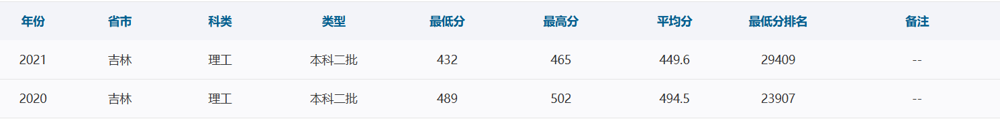 年份 省市 科类 类型 最低分 最高分 平均分 最低分排名 备注
2021 吉林 理工 本科二批 432 465 449.6 29409 --
2020 吉林 理工 本科二批 489 502 494.5 23907 --